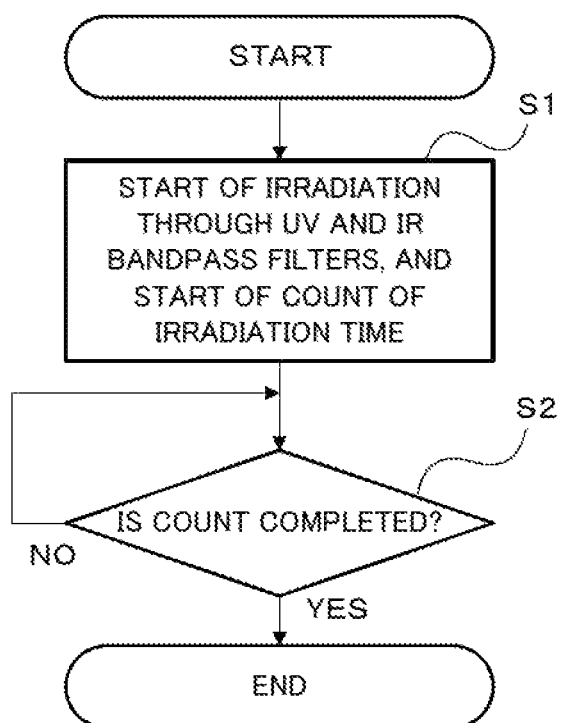 START
S1
START OF IRRADIATION
THROUGH UV AND IR
BANDPASS FILTERS, AND
START OF COUNT OF
IRRADIATION TIME
S2
IS COUNT COMPLETED?
NO
YES
END